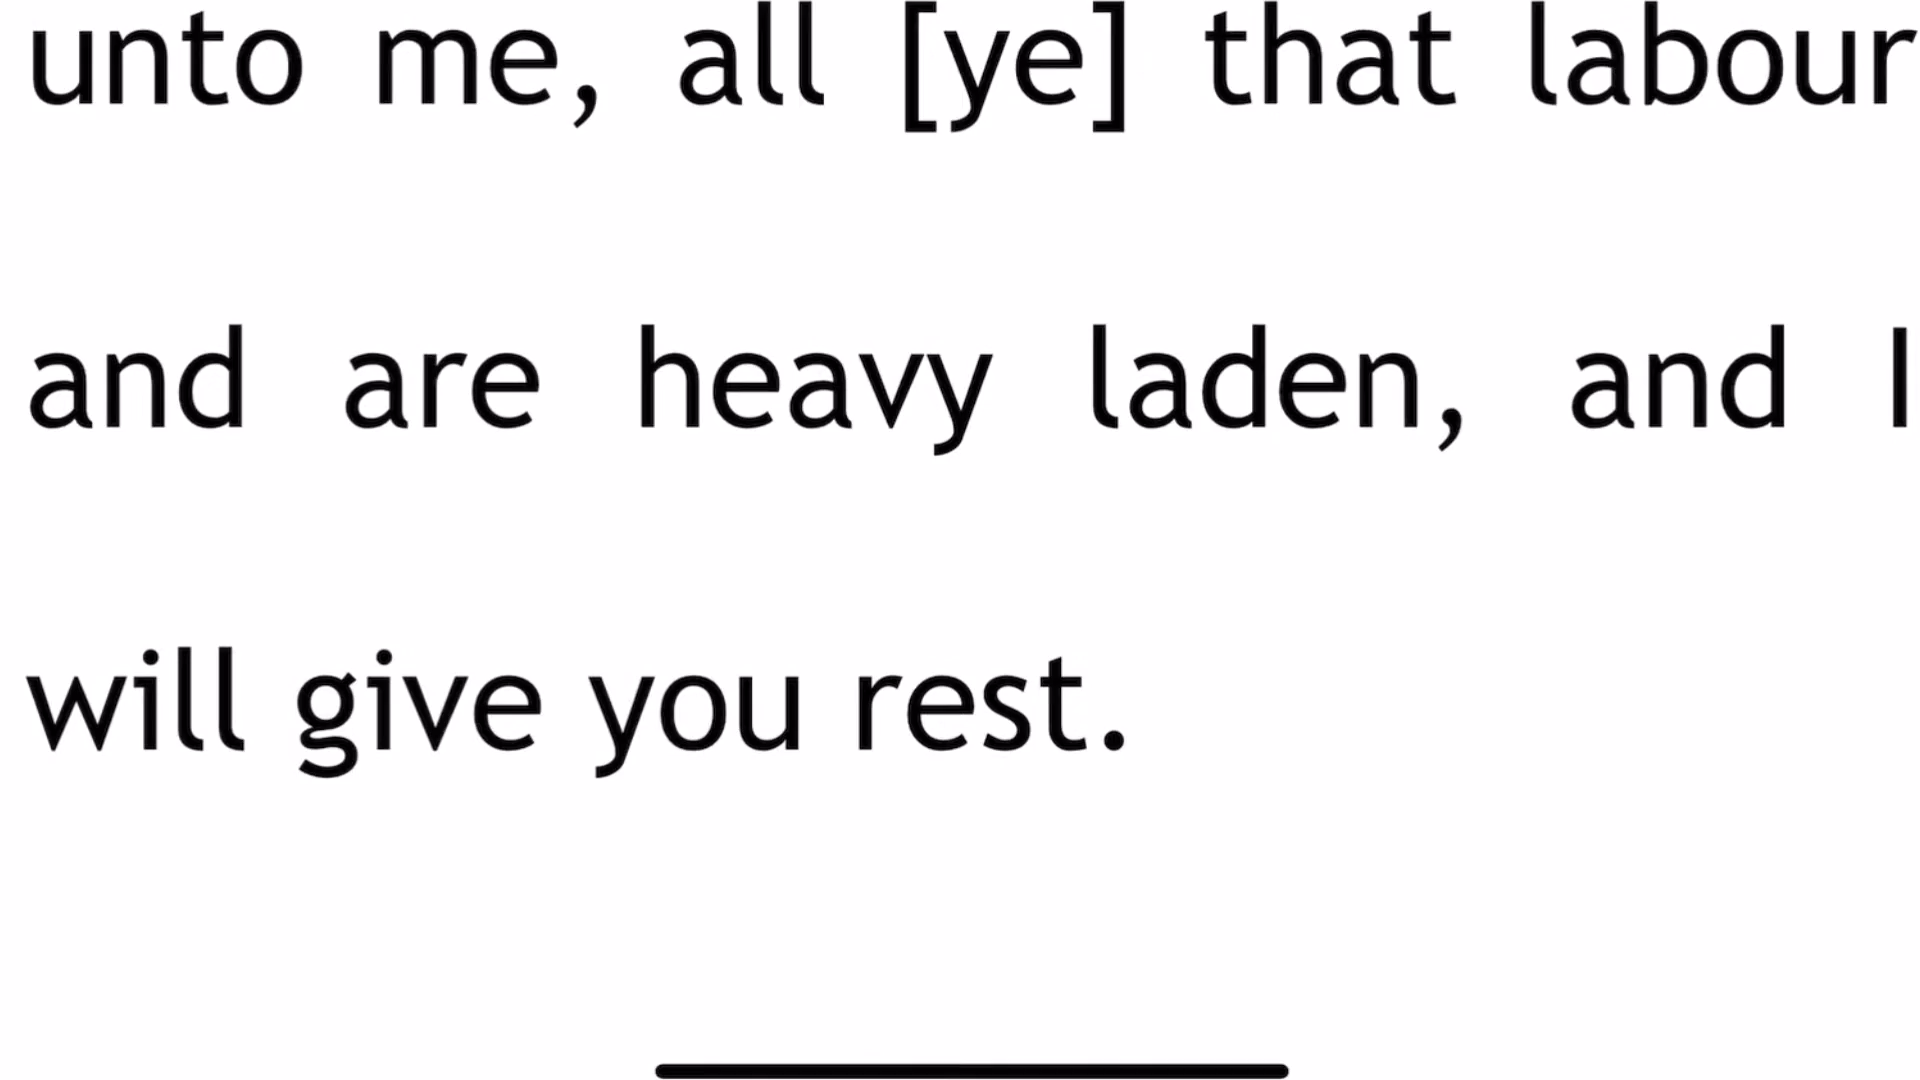 unto me, all [ye] that labour
and are heavy laden, and I
will give you rest.